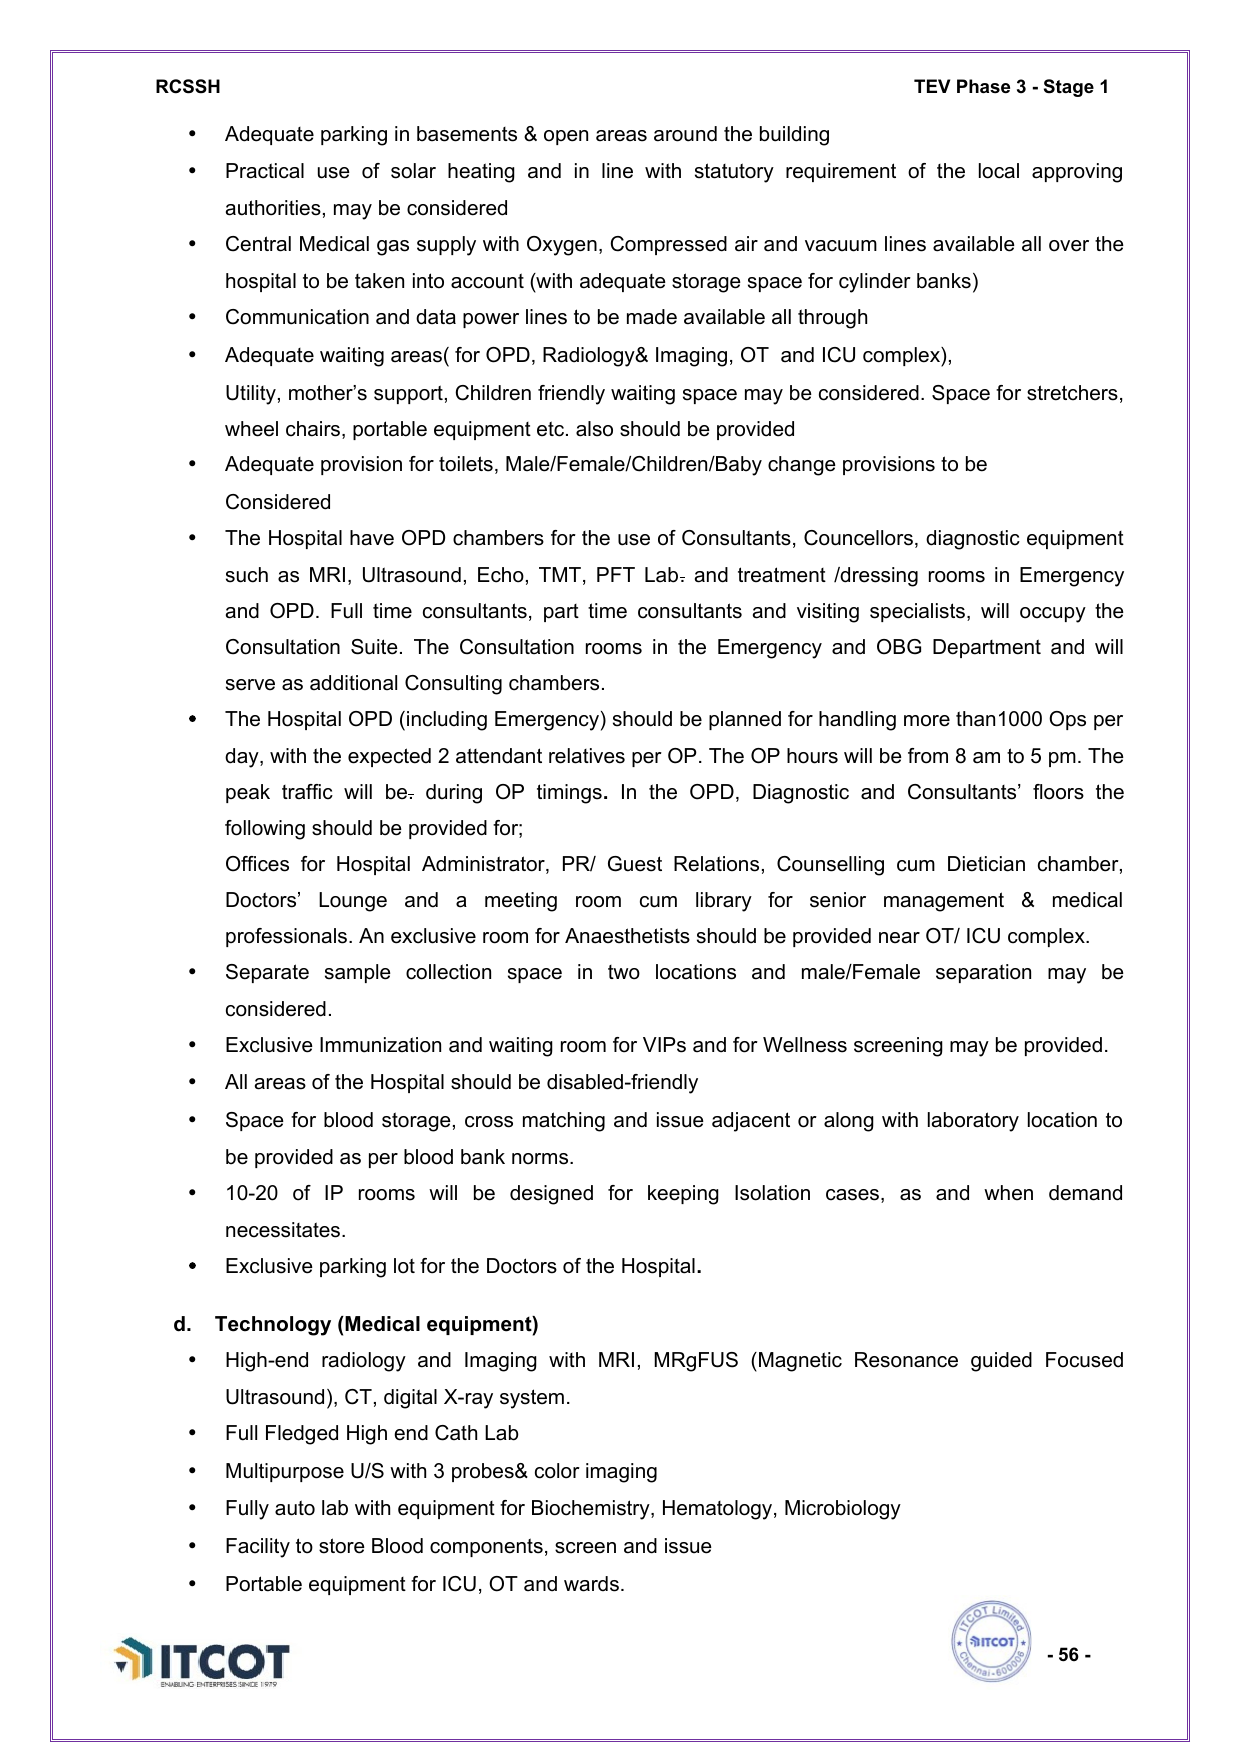 RCSSH TEV Phase 3 - Stage 1
• Adequate parking in basements & open areas around the building
• Practical use of solar heating and in line with statutory requirement of the local approving
authorities, may be considered
• Central Medical gas supply with Oxygen, Compressed air and vacuum lines available all over the
hospital to be taken into account (with adequate storage space for cylinder banks)
• Communication and data power lines to be made available all through
• Adequate waiting areas( for OPD, Radiology& Imaging, OT and ICU complex),
Utility, mother’s support, Children friendly waiting space may be considered. Space for stretchers,
wheel chairs, portable equipment etc. also should be provided
• Adequate provision for toilets, Male/Female/Children/Baby change provisions to be
Considered
• The Hospital have OPD chambers for the use of Consultants, Councellors, diagnostic equipment
such as MRI, Ultrasound, Echo, TMT, PFT Lab. and treatment /dressing rooms in Emergency
and OPD. Full time consultants, part time consultants and visiting specialists, will occupy the
Consultation Suite. The Consultation rooms in the Emergency and OBG Department and will
serve as additional Consulting chambers.
• The Hospital OPD (including Emergency) should be planned for handling more than1000 Ops per
day, with the expected 2 attendant relatives per OP. The OP hours will be from 8 am to 5 pm. The
peak traffic will be. during OP timings. In the OPD, Diagnostic and Consultants’ floors the
following should be provided for;
Offices for Hospital Administrator, PR/ Guest Relations, Counselling cum Dietician chamber,
Doctors’ Lounge and a meeting room cum library for senior management & medical
professionals. An exclusive room for Anaesthetists should be provided near OT/ ICU complex.
• Separate sample collection space in two locations and male/Female separation may be
considered.
• Exclusive Immunization and waiting room for VIPs and for Wellness screening may be provided.
• All areas of the Hospital should be disabled-friendly
• Space for blood storage, cross matching and issue adjacent or along with laboratory location to
be provided as per blood bank norms.
• 10-20 of IP rooms will be designed for keeping Isolation cases, as and when demand
necessitates.
• Exclusive parking lot for the Doctors of the Hospital.
d. Technology (Medical equipment)
• High-end radiology and Imaging with MRI, MRgFUS (Magnetic Resonance guided Focused
Ultrasound), CT, digital X-ray system.
• Full Fledged High end Cath Lab
• Multipurpose U/S with 3 probes& color imaging
• Fully auto lab with equipment for Biochemistry, Hematology, Microbiology
• Facility to store Blood components, screen and issue
• Portable equipment for ICU, OT and wards.
ITCOT
ENABLING ENTERPRISES SINCE 1979
ITCOT Limited
ITCOT
Chennai-600006
- 56 -